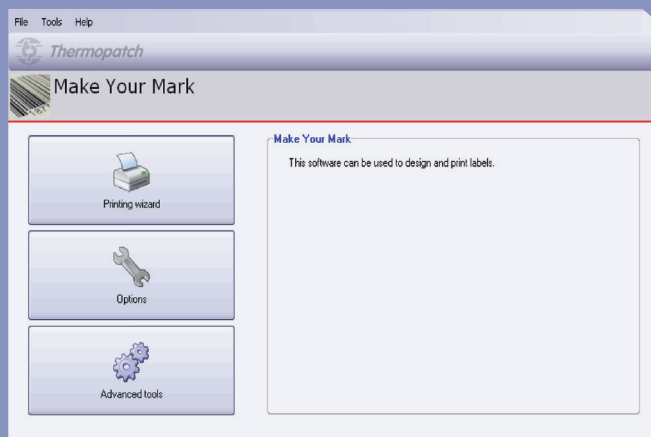 File Tools Help
Thermopatch
Make Your Mark
Printing wizard
Options
Advanced tools
Make Your Mark
This software can be used to design and print labels.